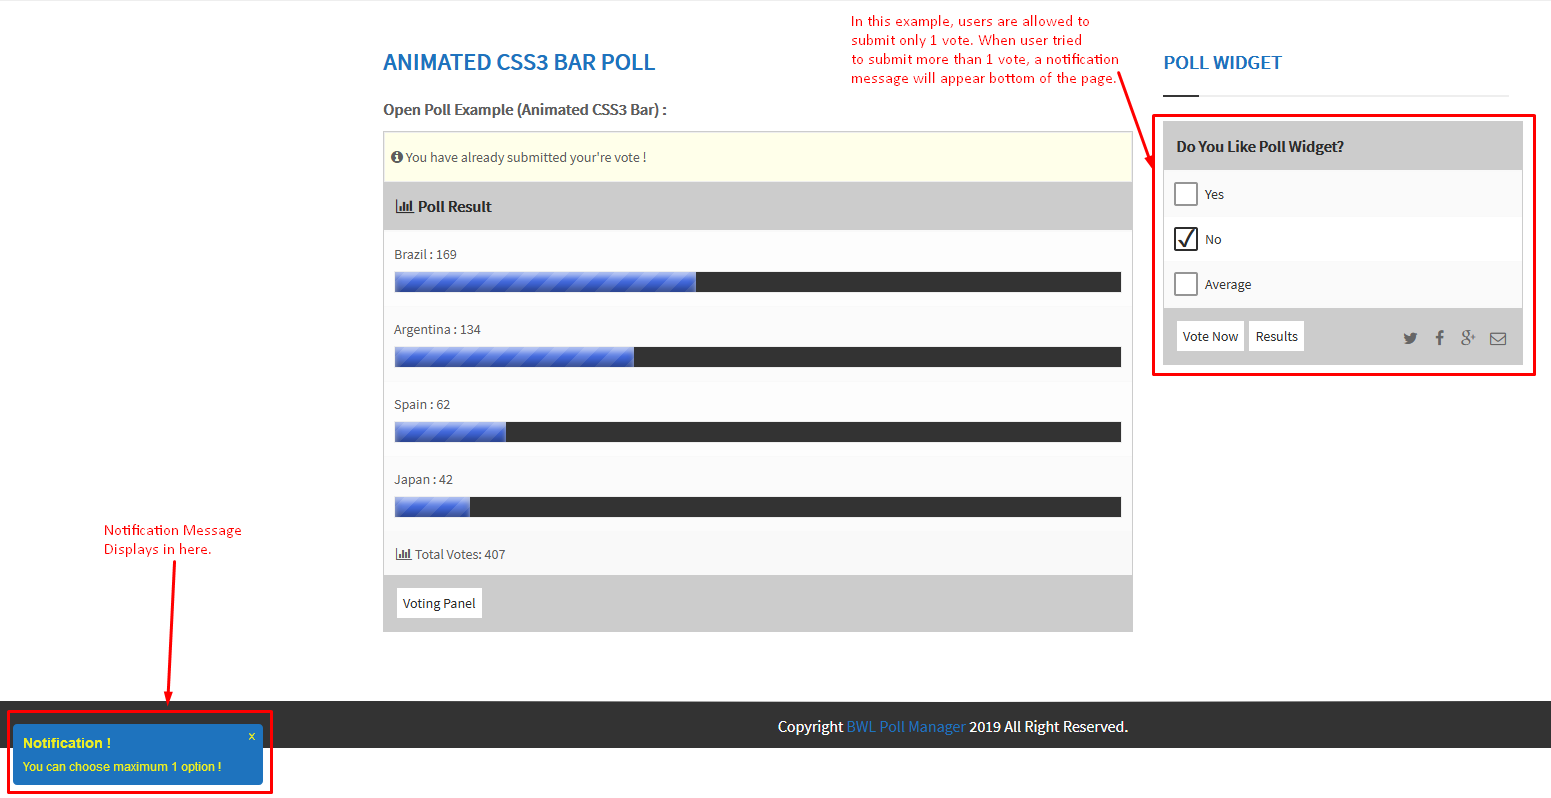 In this example, users are allowed to
submit only 1 vote. When user tried
to submit more than 1 vote, a notification
message will appear bottom of the page.
ANIMATED CSS3 BAR POLL
Open Poll Example (Animated CSS3 Bar) :
You have already submitted your're vote !
Poll Result
Brazil : 169
Argentina : 134
Spain : 62
Japan : 42
Total Votes: 407
Voting Panel
POLL WIDGET
Do You Like Poll Widget?
Yes
No
Average
Vote Now Results
Notification Message
Displays in here.
Copyright BWL Poll Manager 2019 All Right Reserved.
Notification ! x
You can choose maximum 1 option !